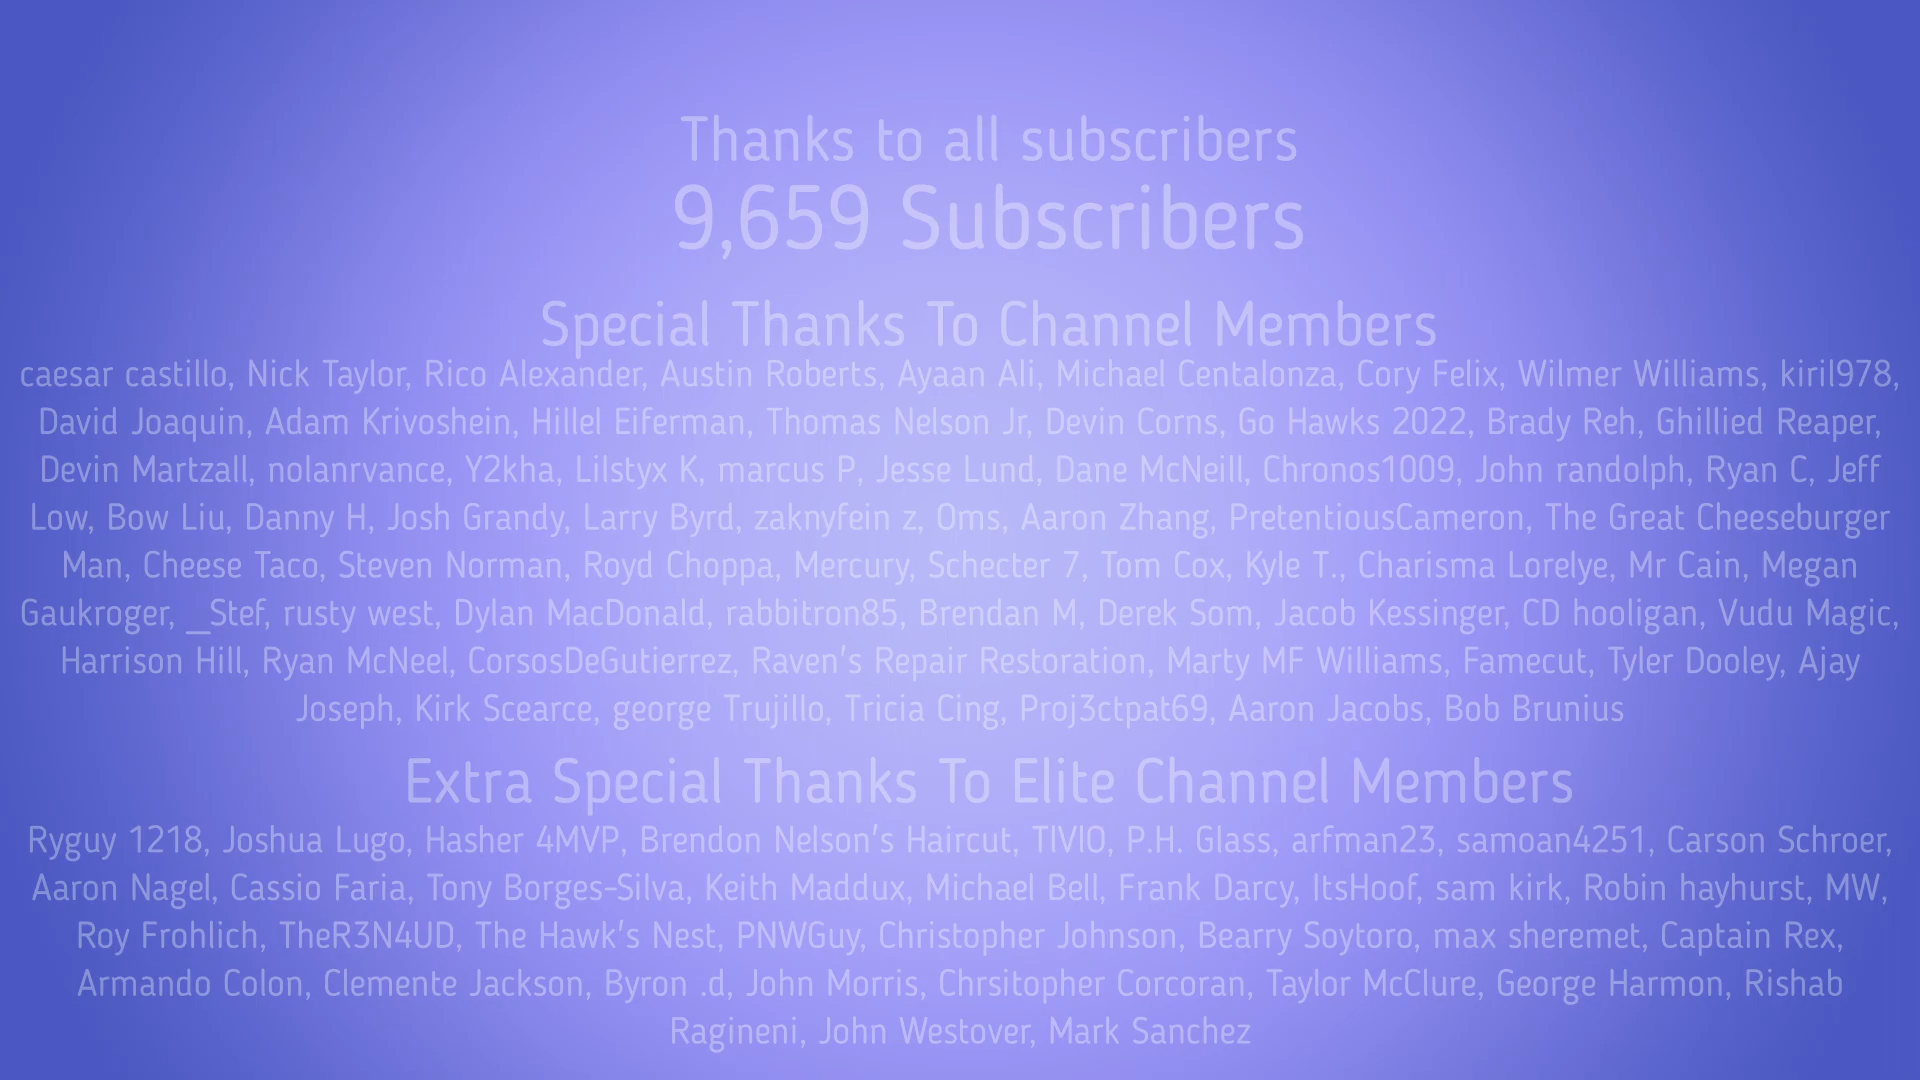 Thanks to all subscribers
9,659 Subscribers
Special Thanks To Channel Members
caesar castillo, Nick Taylor, Rico Alexander, Austin Roberts, Ayaan Ali, Michael Centalonza, Cory Felix, Wilmer Williams, kiril978,
David Joaquin, Adam Krivoshein, Hillel Eiferman, Thomas Nelson Jr, Devin Corns, Go Hawks 2022, Brady Reh, Ghillied Reaper,
Devin Martzall, nolanrvance, Y2kha, Lilstyx K, marcus P, Jesse Lund, Dane McNeill, Chronos1009, John randolph, Ryan C, Jeff
Low, Bow Liu, Danny H, Josh Grandy, Larry Byrd, zaknyfein z, Oms, Aaron Zhang, PretentiousCameron, The Great Cheeseburger
Man, Cheese Taco, Steven Norman, Royd Choppa, Mercury, Schecter 7, Tom Cox, Kyle T., Charisma Lorelye, Mr Cain, Megan
Gaukroger, _Stef, rusty west, Dylan MacDonald, rabbitron85, Brendan M, Derek Som, Jacob Kessinger, CD hooligan, Vudu Magic,
Harrison Hill, Ryan McNeel, CorsosDeGutierrez, Raven's Repair Restoration, Marty MF Williams, Famecut, Tyler Dooley, Ajay
Joseph, Kirk Scearce, george Trujillo, Tricia Cing, Proj3ctpat69, Aaron Jacobs, Bob Brunius
Extra Special Thanks To Elite Channel Members
Ryguy 1218, Joshua Lugo, Hasher 4MVP, Brendon Nelson's Haircut, TIVIO, P.H. Glass, arfman23, samoan4251, Carson Schroer,
Aaron Nagel, Cassio Faria, Tony Borges-Silva, Keith Maddux, Michael Bell, Frank Darcy, ItsHoof, sam kirk, Robin hayhurst, MW,
Roy Frohlich, TheR3N4UD, The Hawk's Nest, PNWGuy, Christopher Johnson, Bearry Soytoro, max sheremet, Captain Rex,
Armando Colon, Clemente Jackson, Byron .d, John Morris, Chrsitopher Corcoran, Taylor McClure, George Harmon, Rishab
Ragineni, John Westover, Mark Sanchez